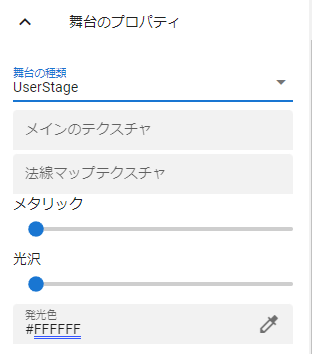 舞台のプロパティ
舞台の種類
UserStage
メインのテクスチャ
法線マップテクスチャ
メタリック
光沢
発光色
#FFFFFF